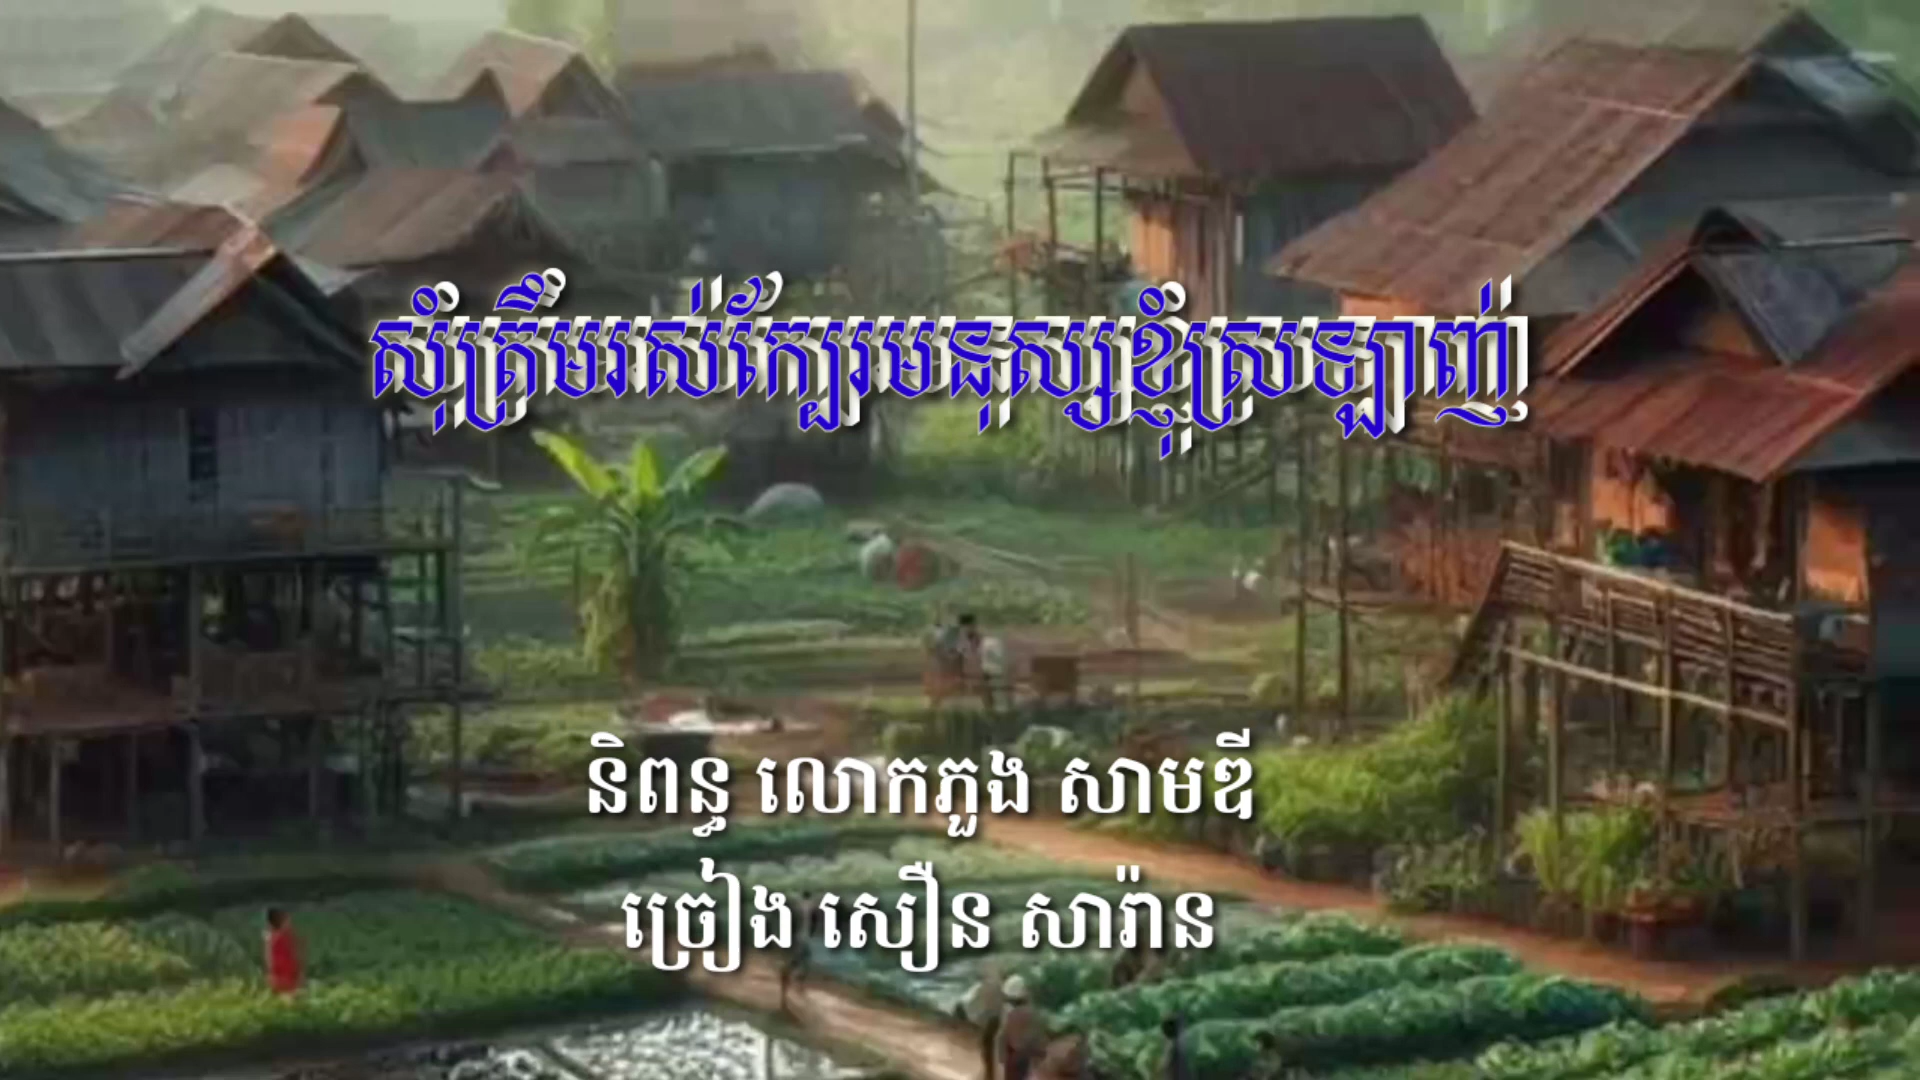 សុំត្រឹមរស់ក្បែរមនុស្សខ្ញុំស្រឡាញ់
និពន្ធ លោកភួង សាមឌី
ច្រៀង សឿន សារ៉ាន